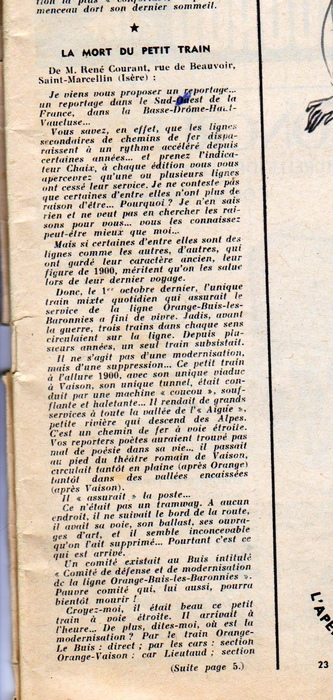 menceau dort son dernier sommeil.
★
LA MORT DU PETIT TRAIN
De M. René Courant, rue de Beauvoir,
Saint-Marcellin (Isère) :
Je viens vous proposer un reportage...
un reportage dans le Sud-Ouest de la
France, dans la Basse-Drôme-Haut-
Vaucluse...
Vous savez, en effet, que les lignes
secondaires de chemins de fer dispa-
raissent à un rythme accéléré depuis
certaines années... et prenez l'indica-
teur Chaix, à chaque édition vous vous
apercevrez qu'une ou plusieurs lignes
ont cessé leur service. Je ne conteste pas
que certaines d'entre elles n'ont plus de
raison d'être... Pourquoi ? Je n'en sais
rien et ne veut pas en chercher les rai-
sons pour vous... vous les connaissez
peut-être mieux que moi...
Mais si certaines d'entre elles sont des
lignes comme les autres, d'autres, qui
ont gardé leur caractère ancien, leur
figure de 1900, méritent qu'on les salue
lors de leur dernier voyage.
Donc, le 1er octobre dernier, l'unique
train mixte quotidien qui assurait le
service de la ligne Orange-Buis-les-
Baronnies a fini de vivre. Jadis, avant
la guerre, trois trains dans chaque sens
circulaient sur la ligne. Depuis plu-
sieurs années, un seul train subsistait.
Il ne s'agit pas d'une modernisation,
mais d'une suppression... Ce petit train
à l'allure 1900, avec son unique viaduc
à Vaison, son unique tunnel, était con-
duit par une machine « coucou », souf-
flante et haletante... Il rendait de grands
services à toute la vallée de l'« Aigue »,
petite rivière qui descend des Alpes.
C'est un chemin de fer à voie étroite.
Vos reporters poètes auraient trouvé pas
mal de poésie dans sa vie... il passait
au pied du théâtre romain de Vaison,
circulait tantôt en plaine (après Orange)
tantôt dans des vallées encaissées
(après Vaison).
Il « assurait » la poste...
Ce n'était pas un tramway. A aucun
endroit, il ne suivait le bord de la route,
il avait sa voie, son ballast, ses ouvra-
ges d'art, et il semble inconcevable
qu'on l'ait supprimé... Pourtant c'est ce
qui est arrivé.
Un comité existait au Buis intitulé
« Comité de défense et de modernisation
de la ligne Orange-Buis-les-Baronnies ».
Pauvre comité qui, lui aussi, pourra
bientôt mourir !
Croyez-moi, il était beau ce petit
train à voie étroite. Il arrivait à
l'heure... De plus, dites-moi, où est la
modernisation ? Par le train Orange-
Le Buis : direct ; par les cars : section
Orange-Vaison : car Lieutaud ; section
(Suite page 5.)
L'APE
23